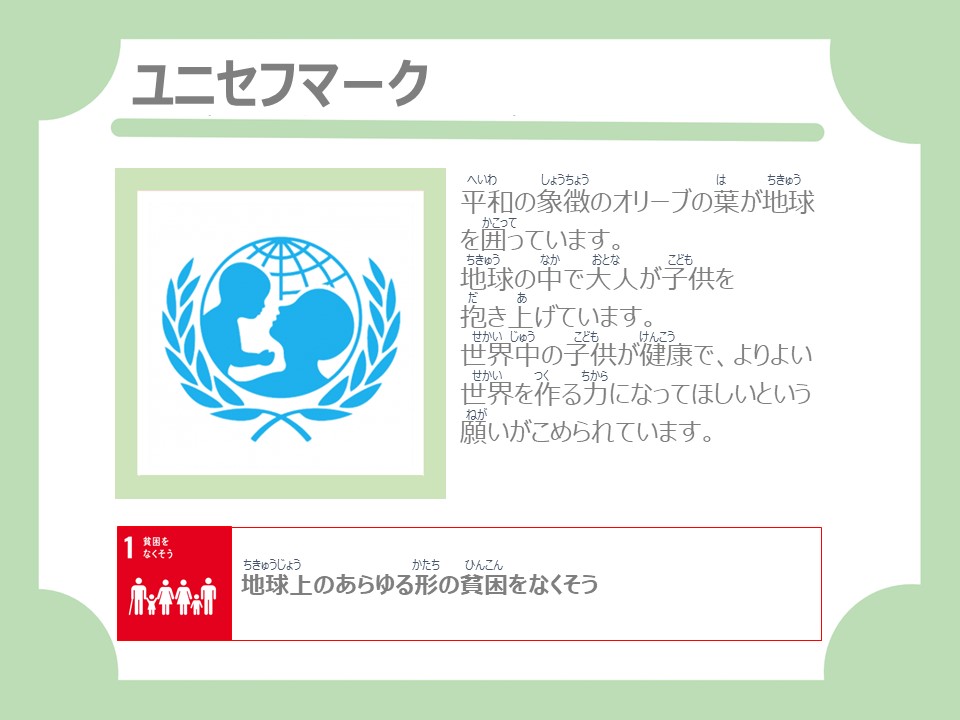 ユニセフマーク
へいわ しょうちょう は ちきゅう
平和の象徴のオリーブの葉が地球
かこって
を囲っています。
ちきゅう なか おとな こども
地球の中で大人が子供を
だ あ
抱き上げています。
せかい じゅう こども けんこう
世界中の子供が健康で、よりよい
せかい つく ちから
世界を作る力になってほしいという
ねが
願いがこめられています。
1 貧困を
なくそう
ちきゅうじょう かたち ひんこん
地球上のあらゆる形の貧困をなくそう